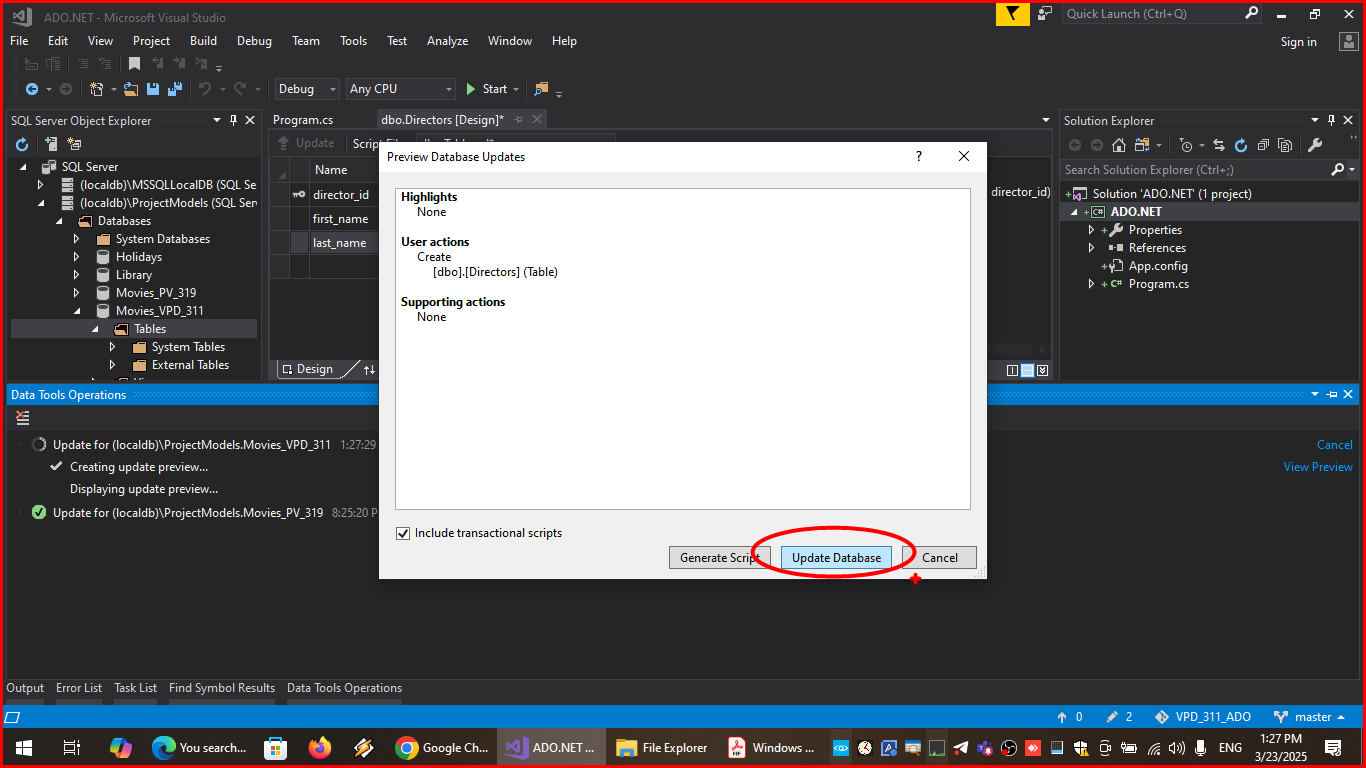 ADO.NET - Microsoft Visual Studio
Quick Launch (Ctrl+Q)
File Edit View Project Build Debug Team Tools Test Analyze Window Help
Sign in
Debug Any CPU Start
SQL Server Object Explorer
Program.cs dbo.Directors [Design]*
Solution Explorer
Update
Search Solution Explorer (Ctrl+;)
SQL Server
(localdb)\MSSQLLocalDB (SQL Se
(localdb)\ProjectModels (SQL Ser
Databases
System Databases
Holidays
Library
Movies_PV_319
Movies_VPD_311
Tables
System Tables
External Tables
Name
director_id
first_name
last_name
director_id)
Design
Solution 'ADO.NET' (1 project)
ADO.NET
Properties
References
App.config
Program.cs
Preview Database Updates
?
Highlights
None
User actions
Create
[dbo].[Directors] (Table)
Supporting actions
None
Include transactional scripts
Generate Script Update Database Cancel
Data Tools Operations
Update for (localdb)\ProjectModels.Movies_VPD_311 1:27:29
Cancel
Creating update preview...
View Preview
Displaying update preview...
Update for (localdb)\ProjectModels.Movies_PV_319 8:25:20 P
Output Error List Task List Find Symbol Results Data Tools Operations
0 2 VPD_311_ADO master
You search... Google Ch... ADO.NET ... File Explorer Windows ...
ENG
1:27 PM
3/23/2025